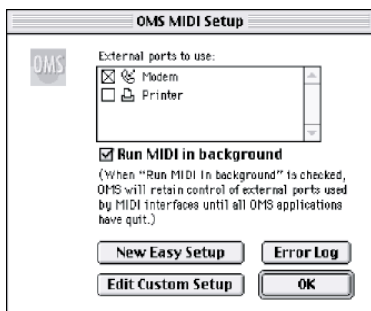 OMS MIDI Setup
OMS
External ports to use:
Modem
Printer
Run MIDI in background
(When "Run MIDI in background" is checked,
OMS will retain control of external ports used
by MIDI interfaces until all OMS applications
have quit.)
New Easy Setup
Error Log
Edit Custom Setup
OK